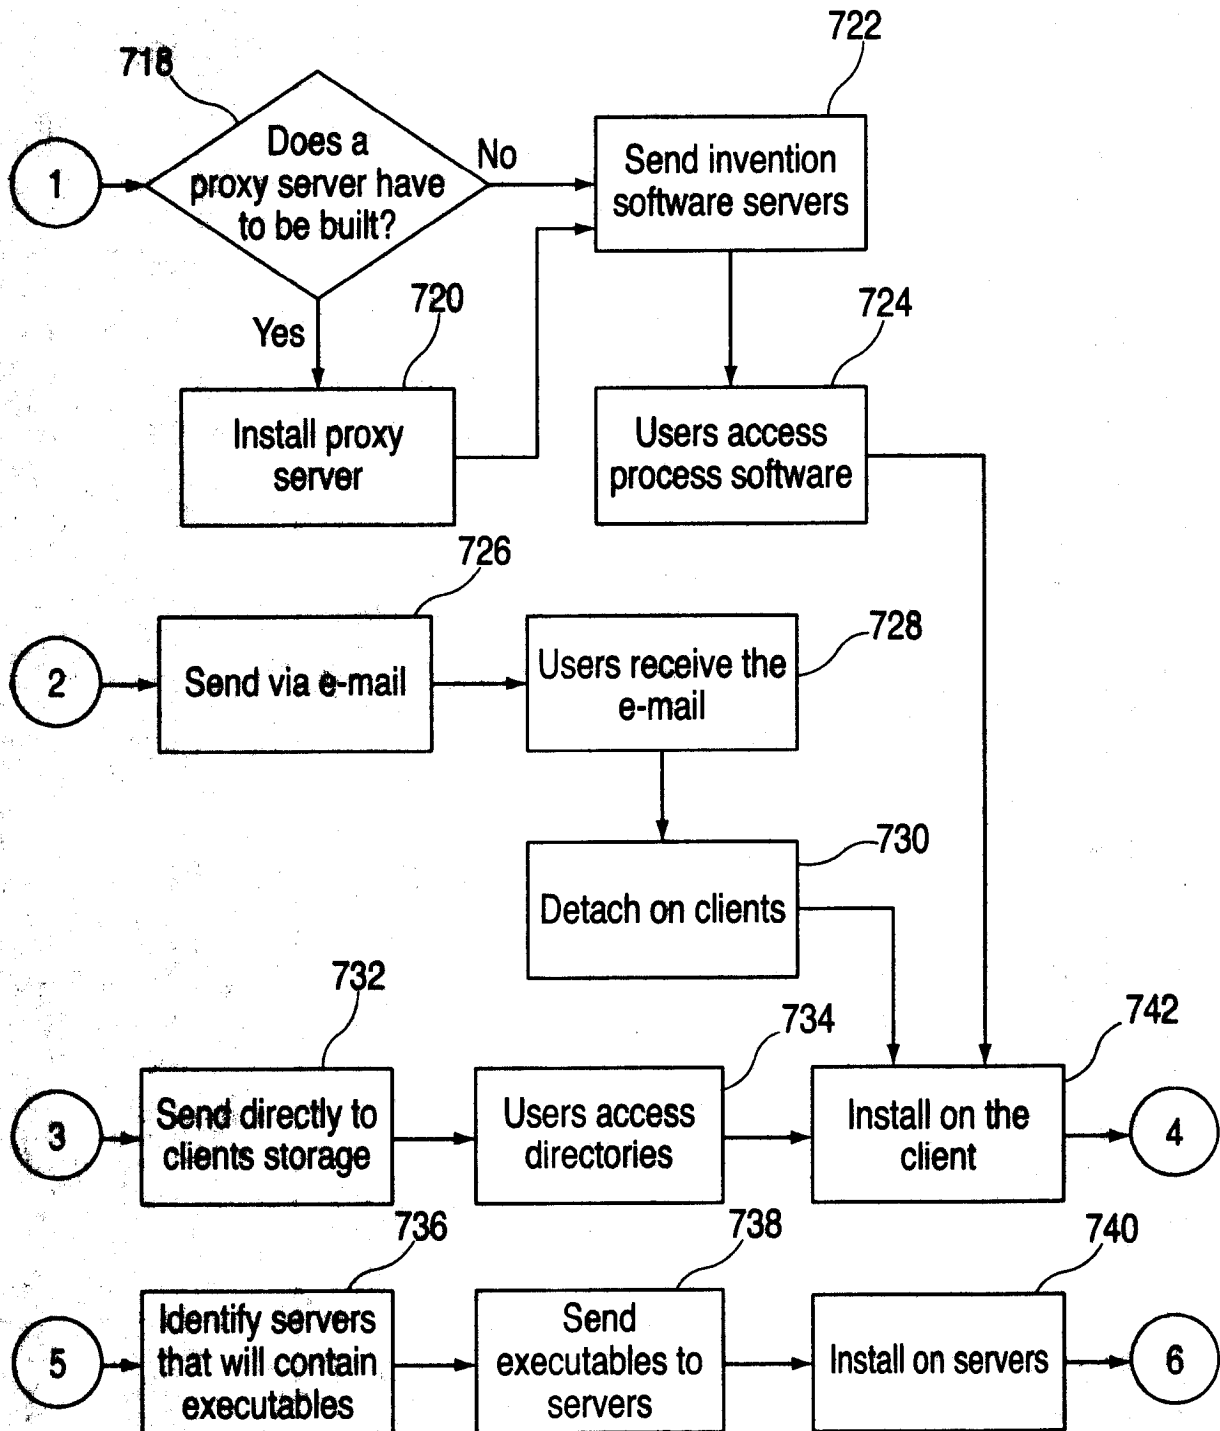 722
718
1
Does a
proxy server have
to be built?
No
Send invention
software servers
Yes
720
Install proxy
server
724
Users access
process software
726
2
Send via e-mail
728
Users receive the
e-mail
730
Detach on clients
732
3
Send directly to
clients storage
734
Users access
directories
742
Install on the
client
4
736
5
Identify servers
that will contain
executables
738
Send
executables to
servers
740
Install on servers
6